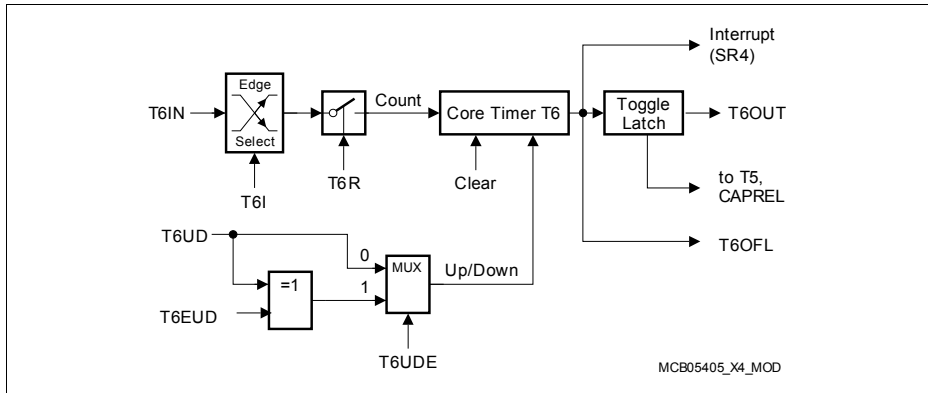 Interrupt
(SR4)
Edge
Select
T6IN
Count
Core Timer T6
Toggle
Latch
T6OUT
T6I
T6R
Clear
to T5,
CAPREL
T6UD
0
MUX
Up/Down
T6OFL
=1
1
T6EUD
T6UDE
MCB05405_X4_MOD